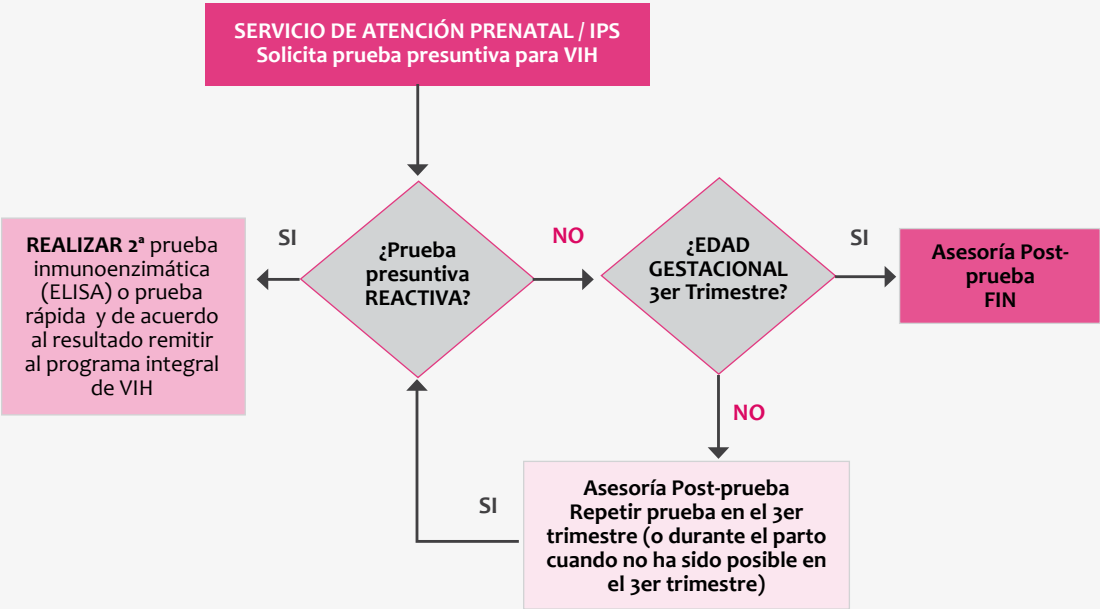 SERVICIO DE ATENCIÓN PRENATAL / IPS
Solicita prueba presuntiva para VIH
SI
REALIZAR 2ª prueba
inmunoenzimática
(ELISA) o prueba
rápida y de acuerdo
al resultado remitir
al programa integral
de VIH
¿Prueba
presuntiva
REACTIVA?
NO
¿EDAD
GESTACIONAL
3er Trimestre?
SI
Asesoría Post-
prueba
FIN
NO
SI
Asesoría Post-prueba
Repetir prueba en el 3er
trimestre (o durante el parto
cuando no ha sido posible en
el 3er trimestre)